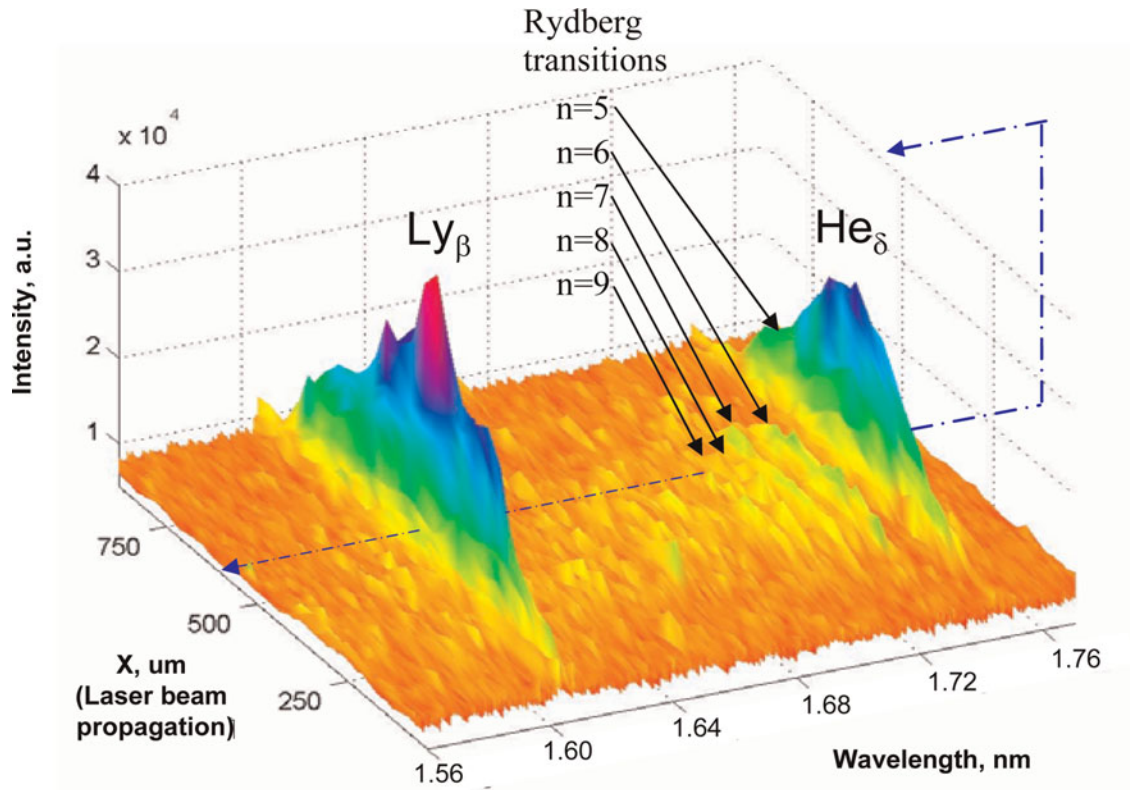 Rydberg
transitions
n=5
n=6
n=7
n=8
n=9
Lyβ
Heδ
x 10⁴
4
3
2
1
Intensity, a.u.
750
500
250
X, um
(Laser beam
propagation)
1.56
1.60
1.64
1.68
1.72
1.76
Wavelength, nm